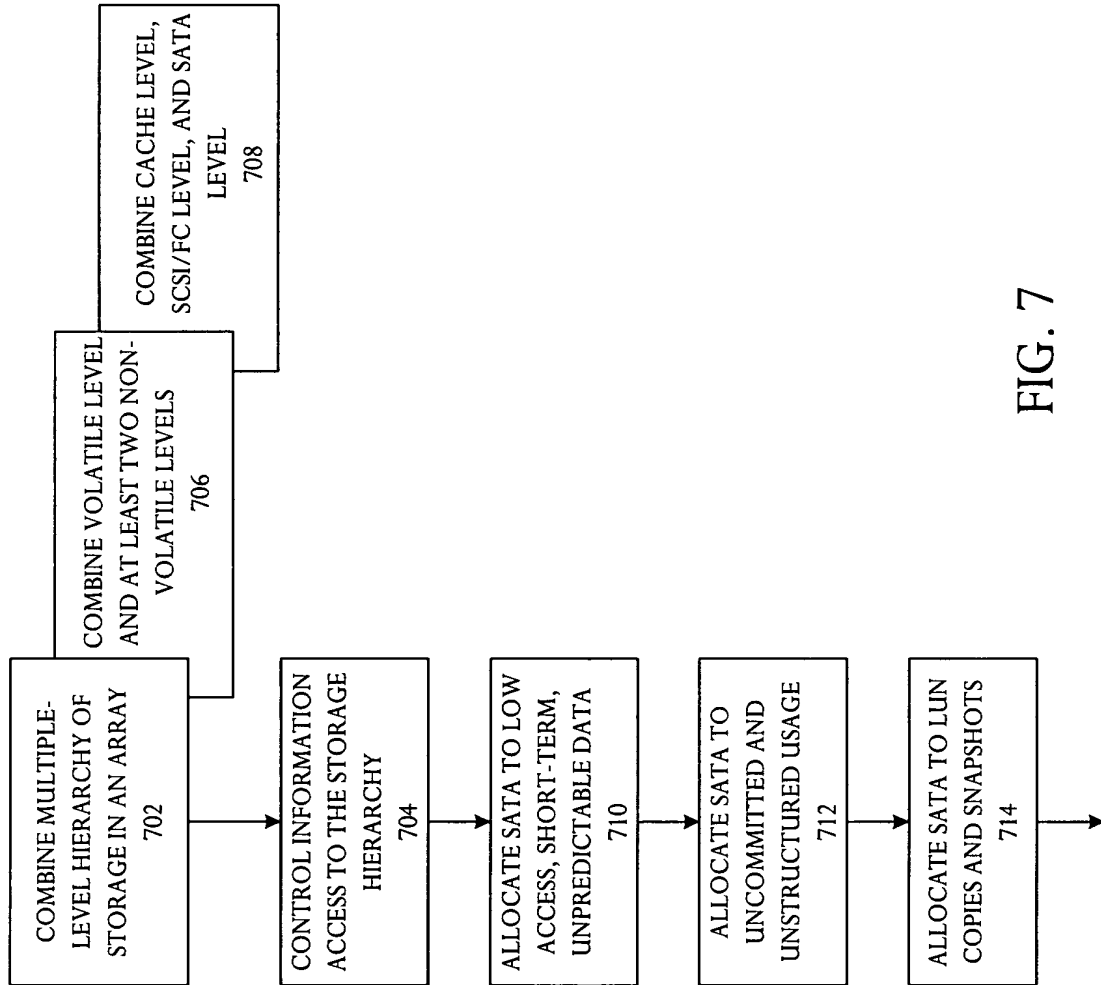 COMBINE MULTIPLE-
LEVEL HIERARCHY OF
STORAGE IN AN ARRAY
702
COMBINE VOLATILE LEVEL
AND AT LEAST TWO NON-
VOLATILE LEVELS
706
COMBINE CACHE LEVEL,
SCSI/FC LEVEL, AND SATA
LEVEL
708
CONTROL INFORMATION
ACCESS TO THE STORAGE
HIERARCHY
704
ALLOCATE SATA TO LOW
ACCESS, SHORT-TERM,
UNPREDICTABLE DATA
710
ALLOCATE SATA TO
UNCOMMITTED AND
UNSTRUCTURED USAGE
712
ALLOCATE SATA TO LUN
COPIES AND SNAPSHOTS
714
FIG. 7